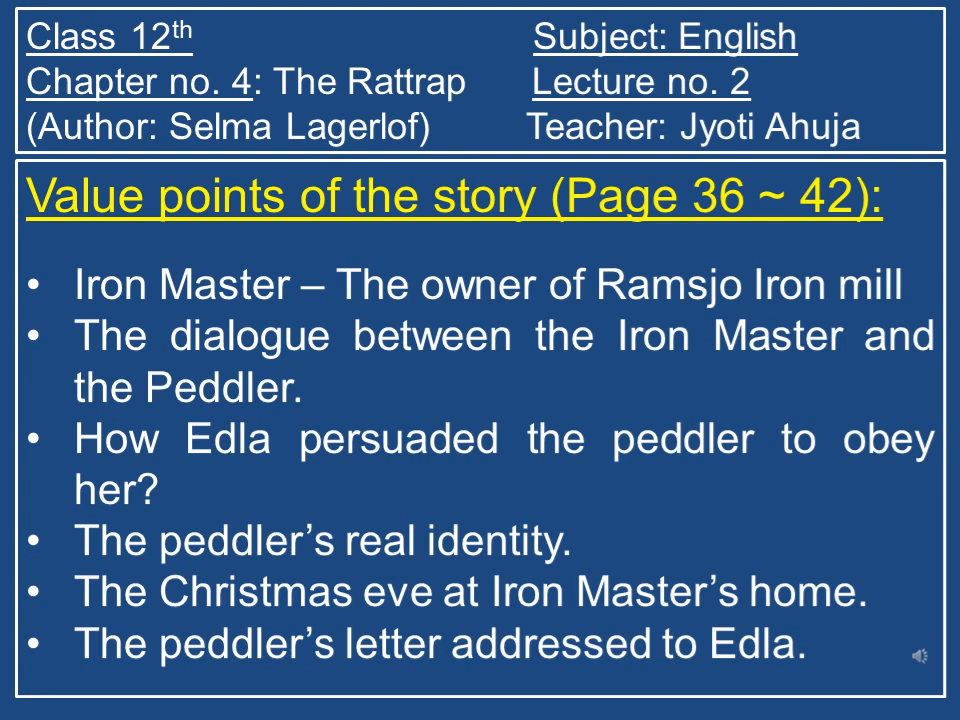 Class 12th Subject: English
Chapter no. 4: The Rattrap Lecture no. 2
(Author: Selma Lagerlof) Teacher: Jyoti Ahuja
Value points of the story (Page 36 ~ 42):
• Iron Master – The owner of Ramsjo Iron mill
• The dialogue between the Iron Master and
the Peddler.
• How Edla persuaded the peddler to obey
her?
• The peddler’s real identity.
• The Christmas eve at Iron Master’s home.
• The peddler’s letter addressed to Edla.